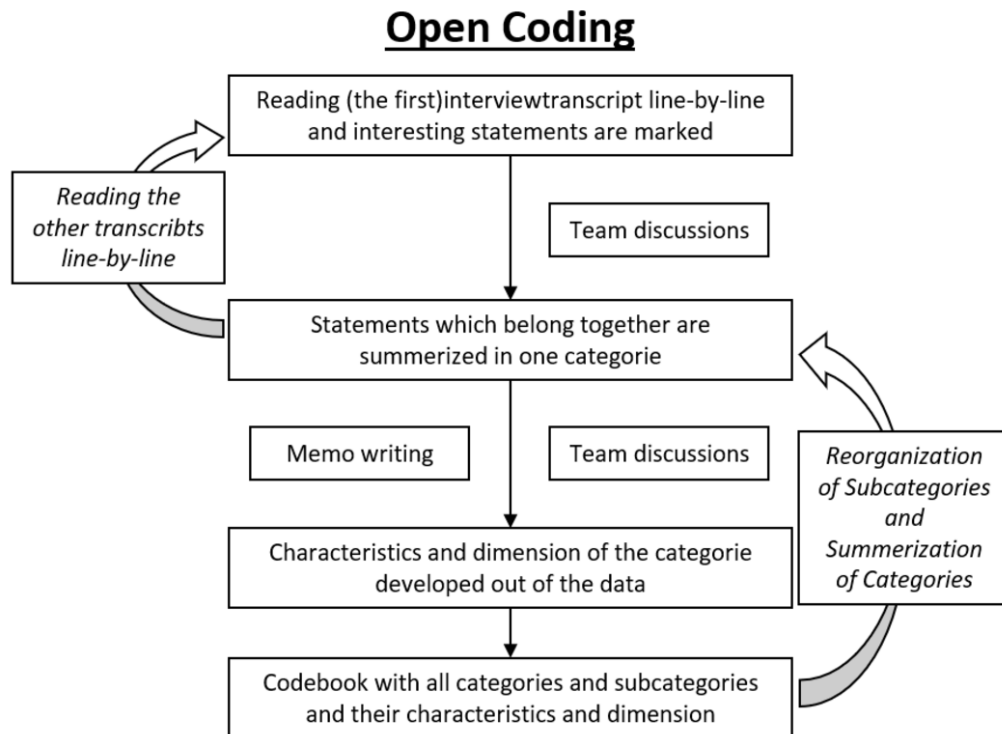 Open Coding
Reading (the first)interviewtranscript line-by-line
and interesting statements are marked
Reading the
other transcribts
line-by-line
Team discussions
Statements which belong together are
summerized in one categorie
Memo writing
Team discussions
Reorganization
of Subcategories
and
Summerization
of Categories
Characteristics and dimension of the categorie
developed out of the data
Codebook with all categories and subcategories
and their characteristics and dimension